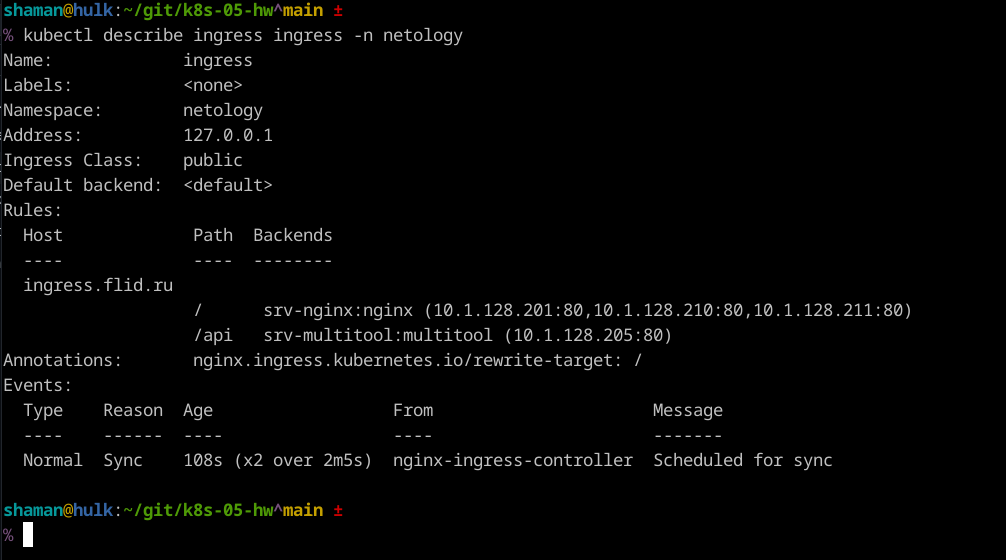 shaman@hulk:~/git/k8s-05-hw^main ±
% kubectl describe ingress ingress -n netology
Name:             ingress
Labels:           <none>
Namespace:        netology
Address:          127.0.0.1
Ingress Class:    public
Default backend:  <default>
Rules:
  Host             Path  Backends
  ----             ----  --------
  ingress.flid.ru
                   /      srv-nginx:nginx (10.1.128.201:80,10.1.128.210:80,10.1.128.211:80)
                   /api   srv-multitool:multitool (10.1.128.205:80)
Annotations:       nginx.ingress.kubernetes.io/rewrite-target: /
Events:
  Type    Reason  Age                  From                      Message
  ----    ------  ----                 ----                      -------
  Normal  Sync    108s (x2 over 2m5s)  nginx-ingress-controller  Scheduled for sync

shaman@hulk:~/git/k8s-05-hw^main ±
%